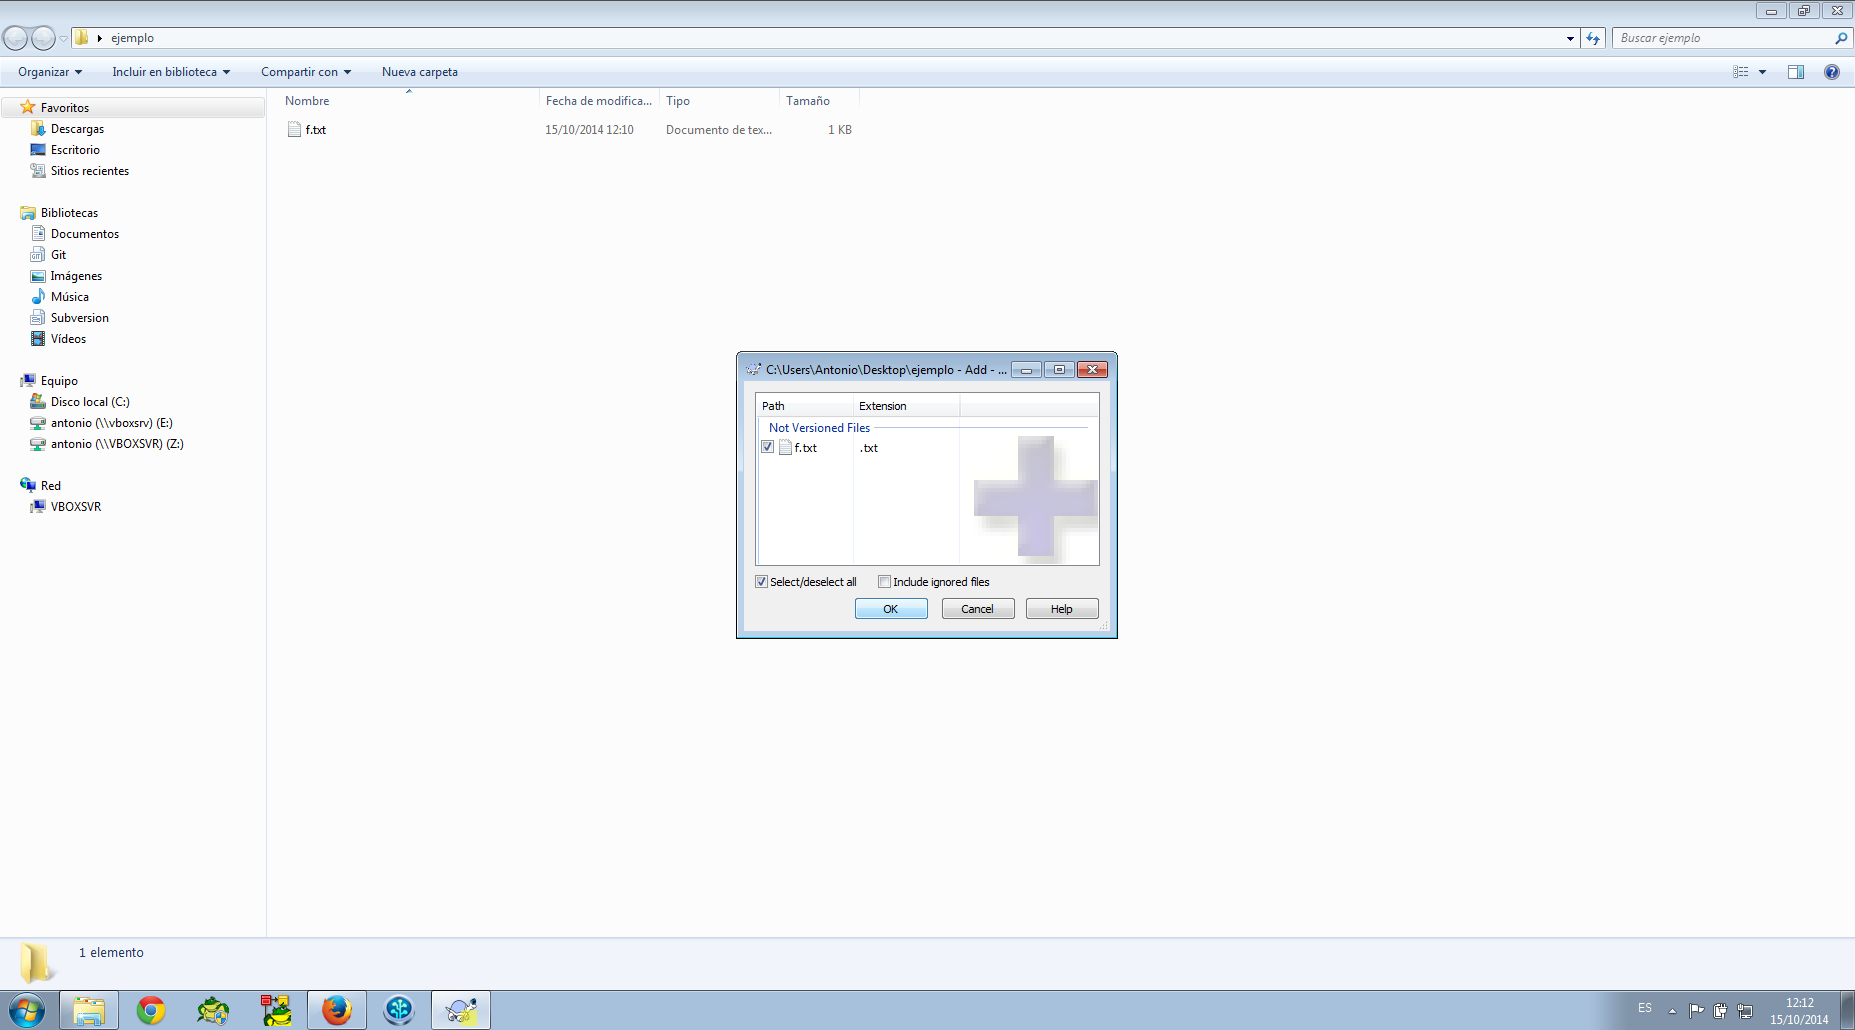 ejemplo
Buscar ejemplo
Organizar
Incluir en biblioteca
Compartir con
Nueva carpeta
Favoritos
Descargas
Escritorio
Sitios recientes
Bibliotecas
Documentos
Git
Imágenes
Música
Subversion
Vídeos
Equipo
Disco local (C:)
antonio (\\vboxsrv) (E:)
antonio (\\VBOXSVR) (Z:)
Red
VBOXSVR
Nombre
Fecha de modifica...
Tipo
Tamaño
f.txt
15/10/2014 12:10
Documento de tex...
1 KB
C:\Users\Antonio\Desktop\ejemplo - Add - ...
Path
Extension
Not Versioned Files
f.txt
.txt
Select/deselect all
Include ignored files
OK
Cancel
Help
1 elemento
ES
12:12
15/10/2014